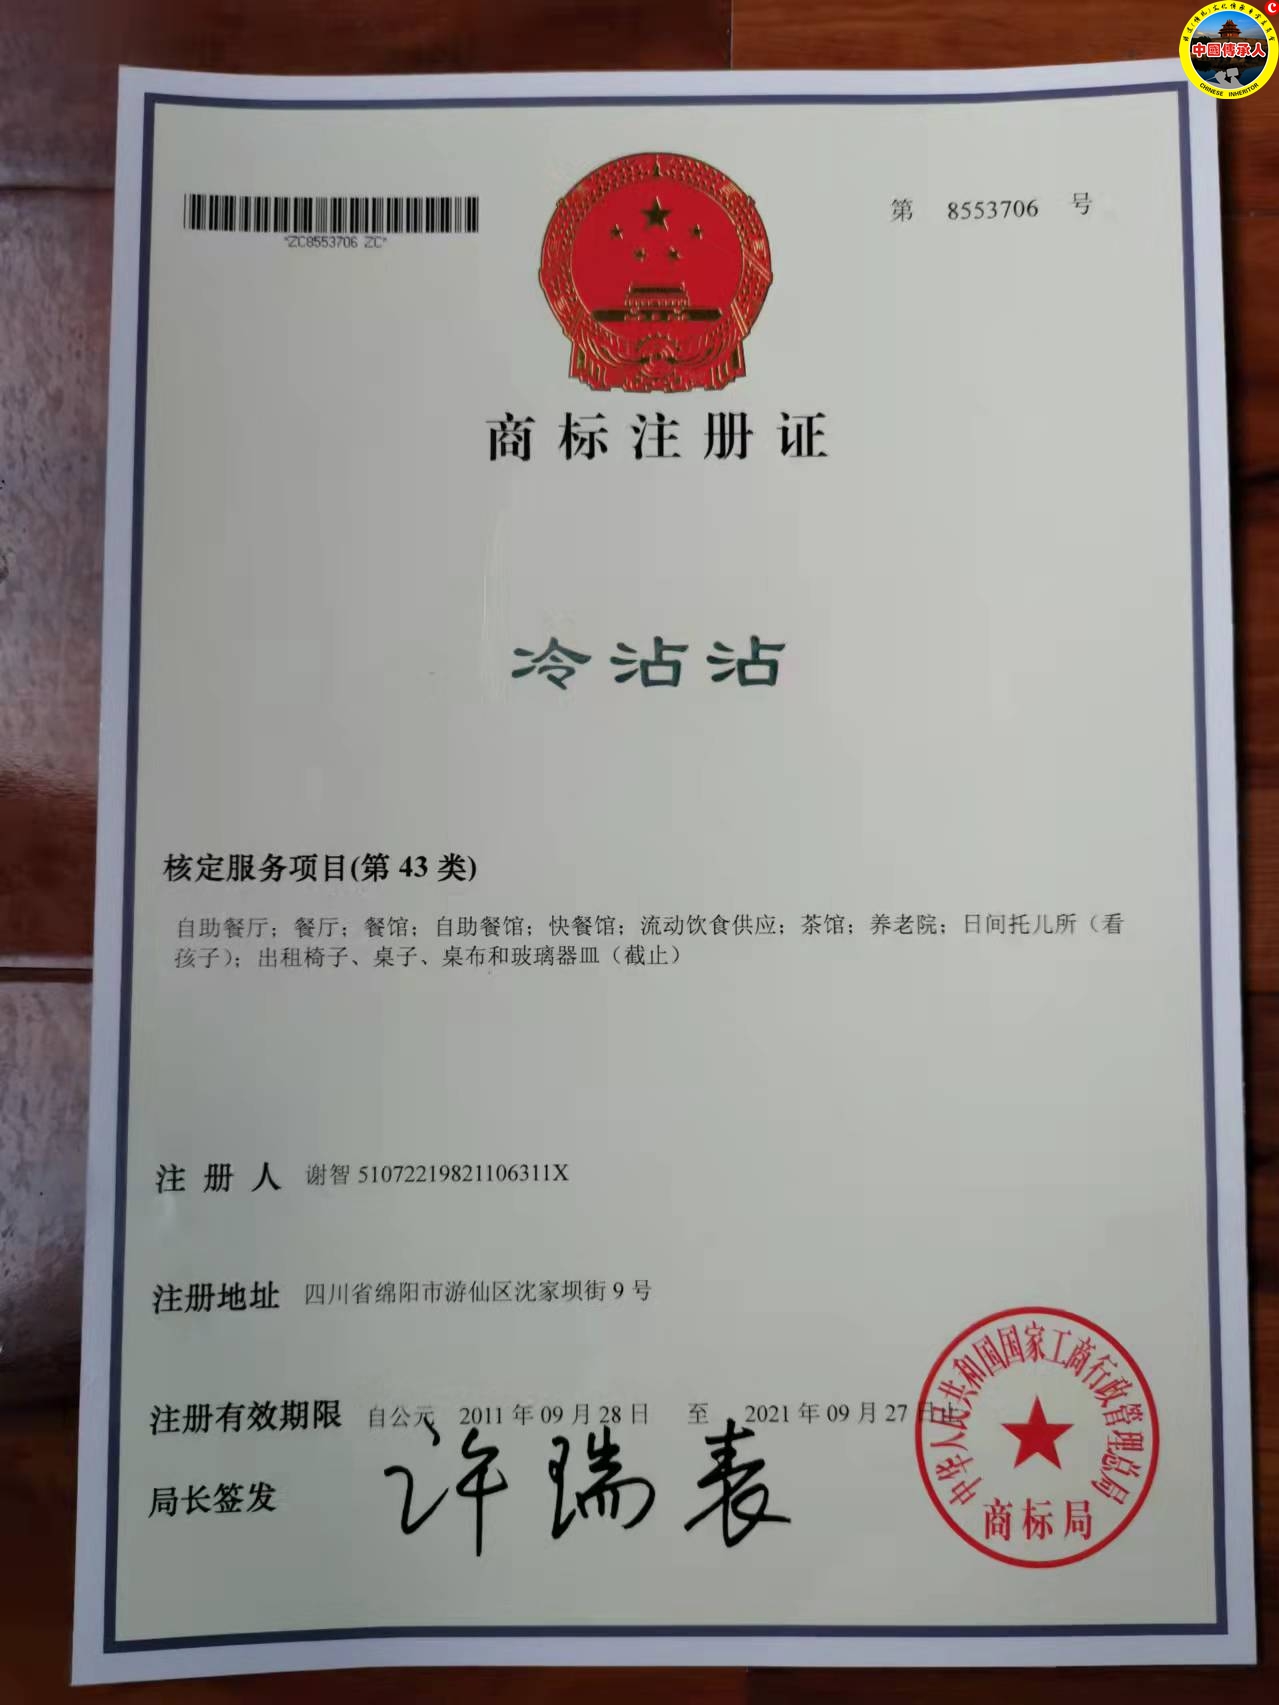 中國傳承人
CHINESE INHERITOR
*ZC8553706 ZC*
第 8553706 号
商标注册证
冷沾沾
核定服务项目(第 43 类)
自助餐厅；餐厅；餐馆；自助餐馆；快餐馆；流动饮食供应；茶馆；养老院；日间托儿所（看
孩子）；出租椅子、桌子、桌布和玻璃器皿（截止）
注 册 人 谢智 51072219821106311X
注册地址 四川省绵阳市游仙区沈家坝街 9 号
注册有效期限 自公元 2011 年 09 月 28 日 至 2021 年 09 月 27 日止
局长签发 许瑞表
中华人民共和国国家工商行政管理总局
商标局